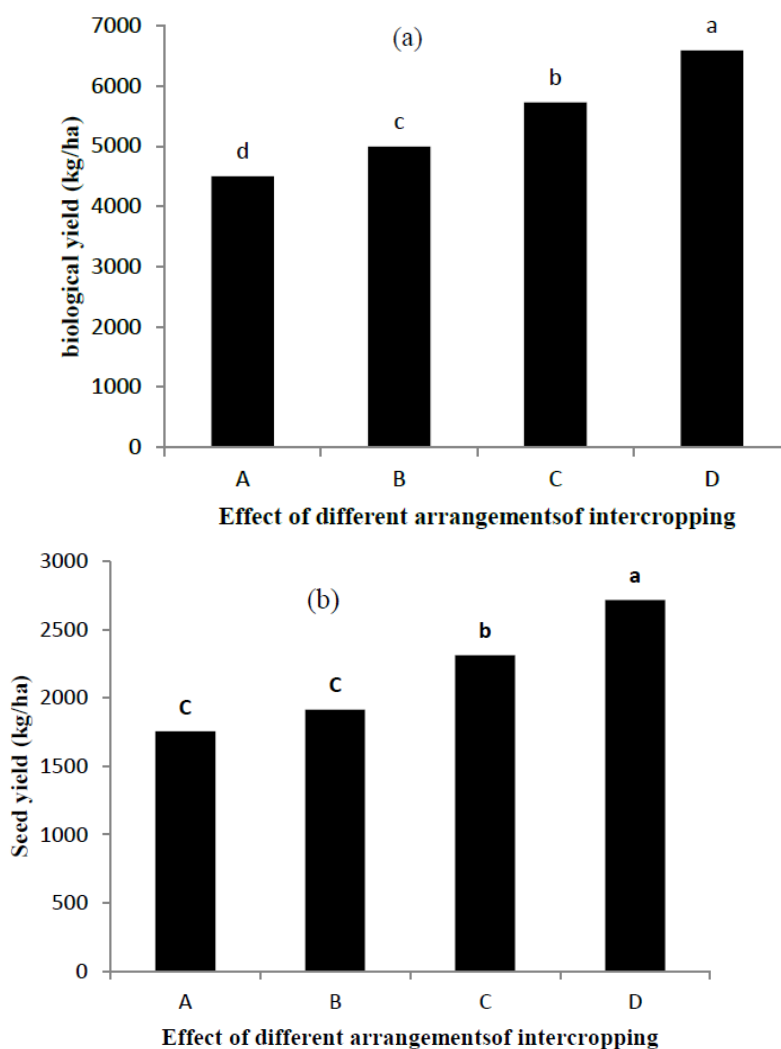 (a)
biological yield (kg/ha)
7000
6000
5000
4000
3000
2000
1000
0
d
c
b
a
A B C D
Effect of different arrangementsof intercropping
(b)
Seed yield (kg/ha)
3000
2500
2000
1500
1000
500
0
C
C
b
a
A B C D
Effect of different arrangementsof intercropping